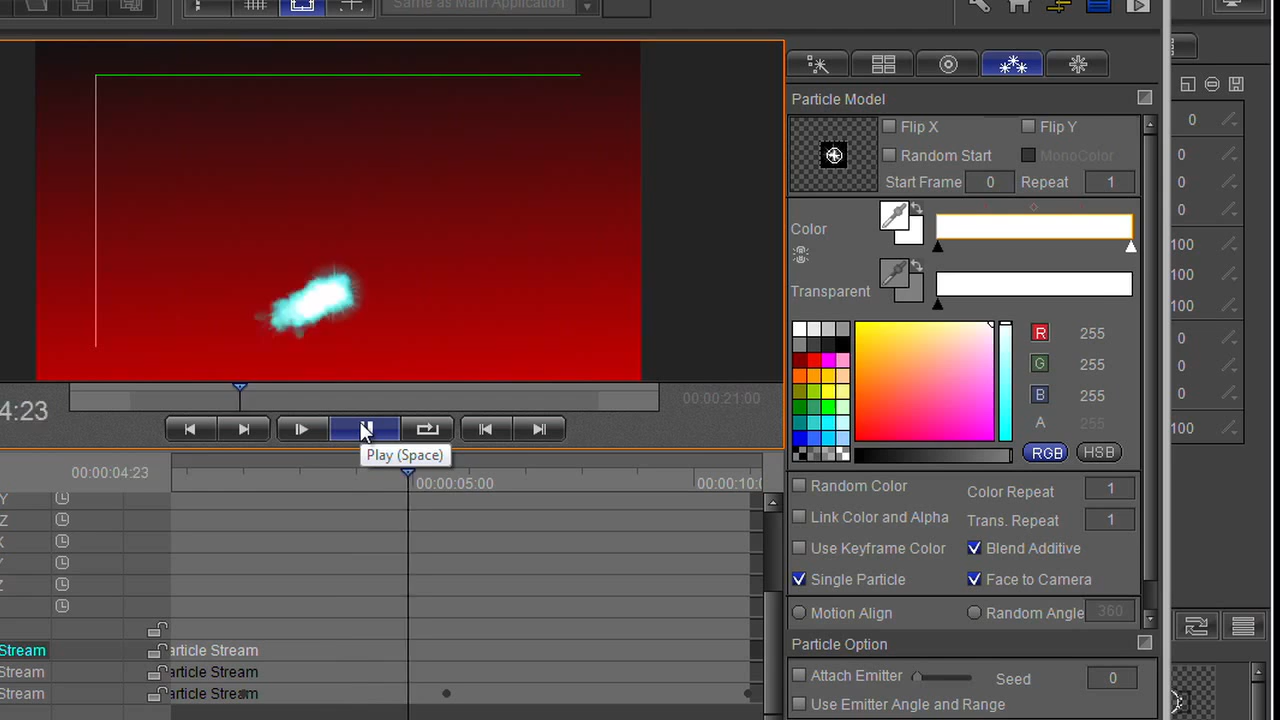 Same as Main Application
Particle Model
Flip X
Flip Y
Random Start
MonoColor
Start Frame 0 Repeat 1
Color
Transparent
R 255
G 255
B 255
A 255
RGB HSB
Random Color
Color Repeat 1
Link Color and Alpha
Trans. Repeat 1
Use Keyframe Color
Blend Additive
Single Particle
Face to Camera
Motion Align
Random Angle 360
Particle Option
Attach Emitter
Seed 0
Use Emitter Angle and Range
4:23
00:00:21:00
Play (Space)
00:00:04:23
00:00:05:00
00:00:10:0
Y
Z
X
Y
Z
Stream
article Stream
Stream
article Stream
Stream
article Stream
0
0
0
0
100
100
100
0
0
0
100